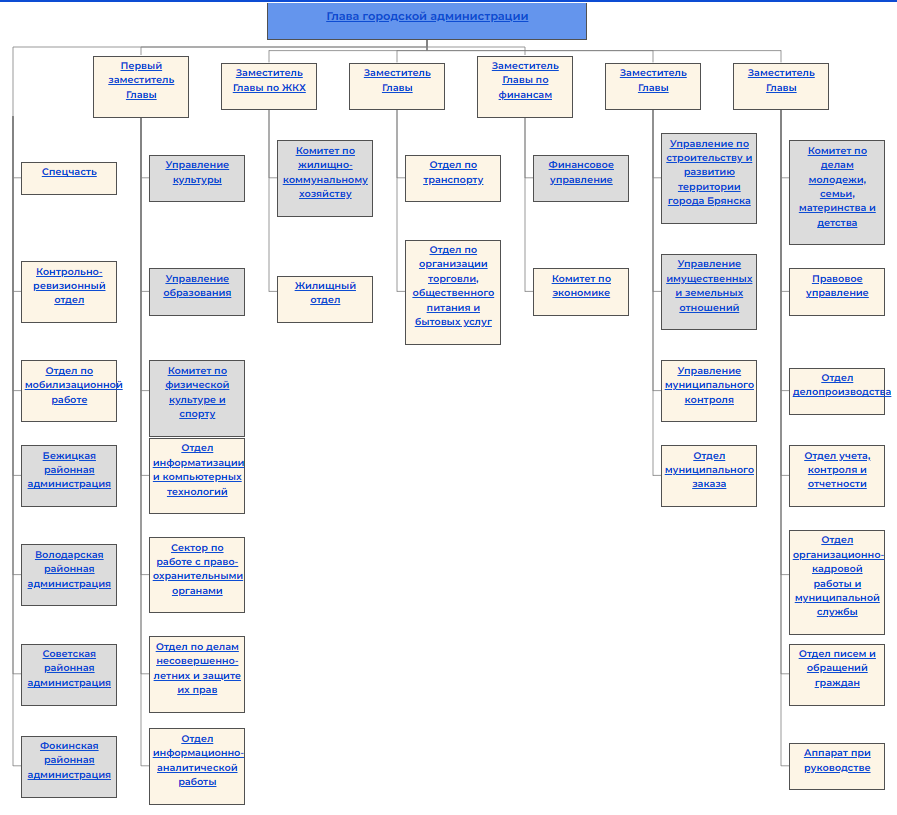 Глава городской администрации
Первый
заместитель
Главы
Заместитель
Главы по ЖКХ
Заместитель
Главы
Заместитель
Главы по
финансам
Заместитель
Главы
Заместитель
Главы
Спецчасть
Контрольно-
ревизионный
отдел
Отдел по
мобилизационной
работе
Бежицкая
районная
администрация
Володарская
районная
администрация
Советская
районная
администрация
Фокинская
районная
администрация
Управление
культуры
Управление
образования
Комитет по
физической
культуре и
спорту
Отдел
информатизации
и компьютерных
технологий
Сектор по
работе с право-
охранительными
органами
Отдел по делам
несовершенно-
летних и защите
их прав
Отдел
информационно-
аналитической
работы
Комитет по
жилищно-
коммунальному
хозяйству
Жилищный
отдел
Отдел по
транспорту
Отдел по
организации
торговли,
общественного
питания и
бытовых услуг
Финансовое
управление
Комитет по
экономике
Управление по
строительству и
развитию
территории
города Брянска
Управление
имущественных
и земельных
отношений
Управление
муниципального
контроля
Отдел
муниципального
заказа
Комитет по
делам
молодежи,
семьи,
материнства и
детства
Правовое
управление
Отдел
делопроизводства
Отдел учета,
контроля и
отчетности
Отдел
организационно-
кадровой
работы и
муниципальной
службы
Отдел писем и
обращений
граждан
Аппарат при
руководстве